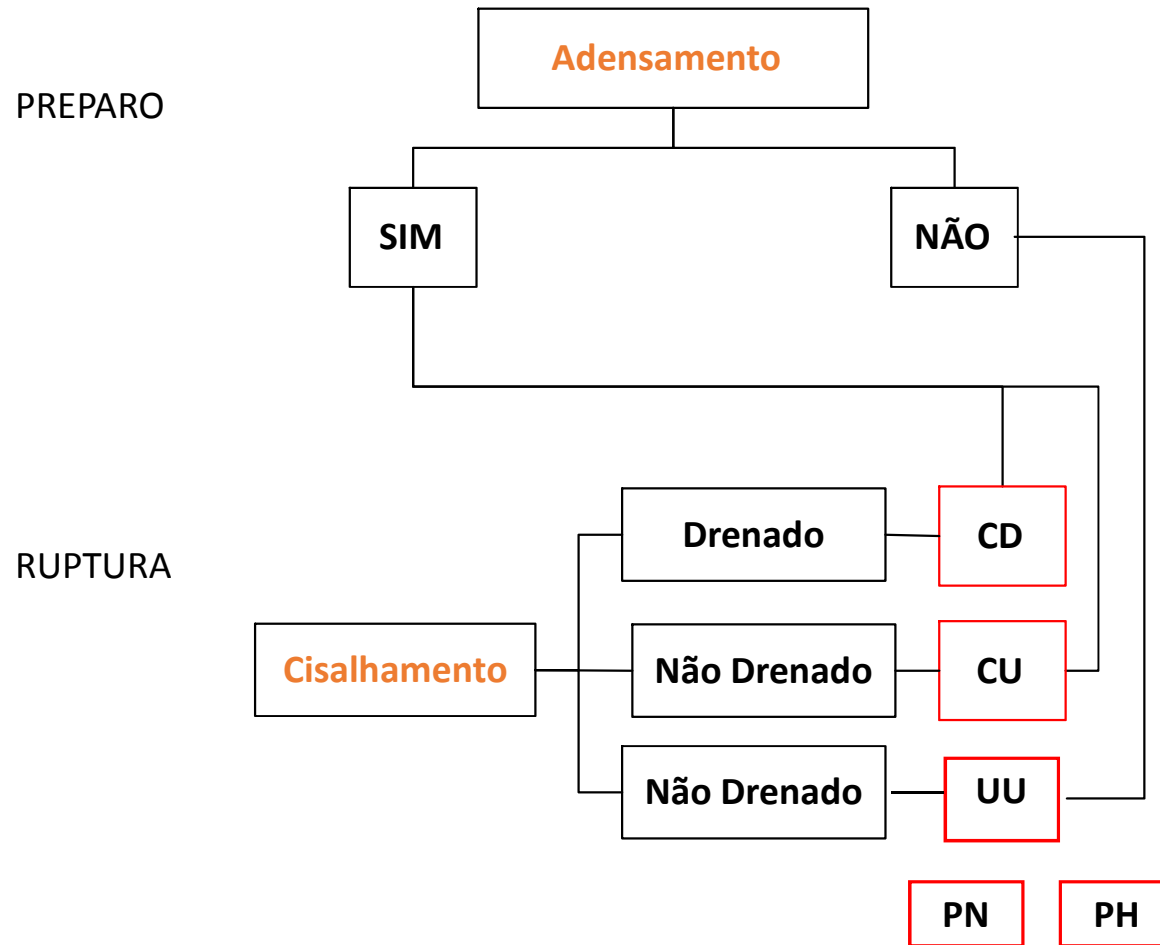 Adensamento
PREPARO
SIM
NÃO
Drenado
CD
RUPTURA
Cisalhamento
Não Drenado
CU
Não Drenado
UU
PN
PH